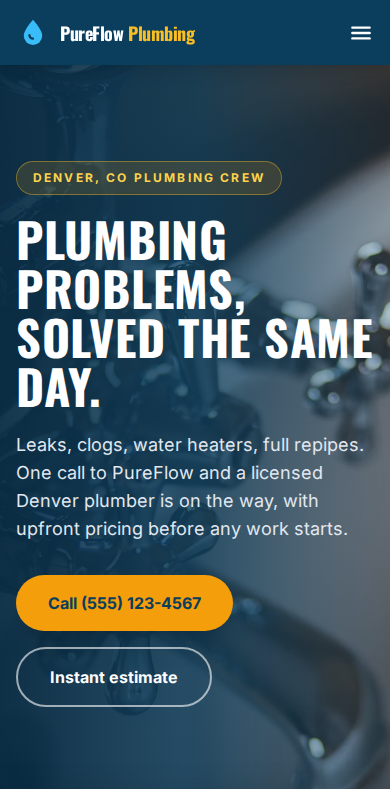 PureFlow Plumbing
DENVER, CO PLUMBING CREW
PLUMBING
PROBLEMS,
SOLVED THE SAME
DAY.
Leaks, clogs, water heaters, full repipes.
One call to PureFlow and a licensed
Denver plumber is on the way, with
upfront pricing before any work starts.
Call (555) 123-4567
Instant estimate